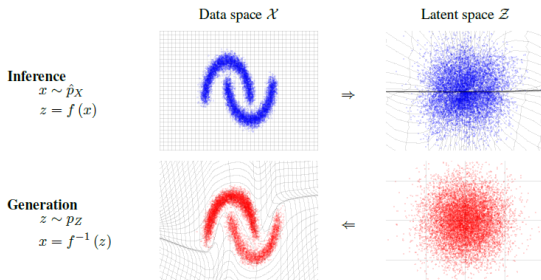 Data space 𝒳 Latent space 𝒵
Inference
x ∼ p̂_X
z = f (x)
⇒
Generation
z ∼ p_Z
x = f⁻¹ (z)
⇐